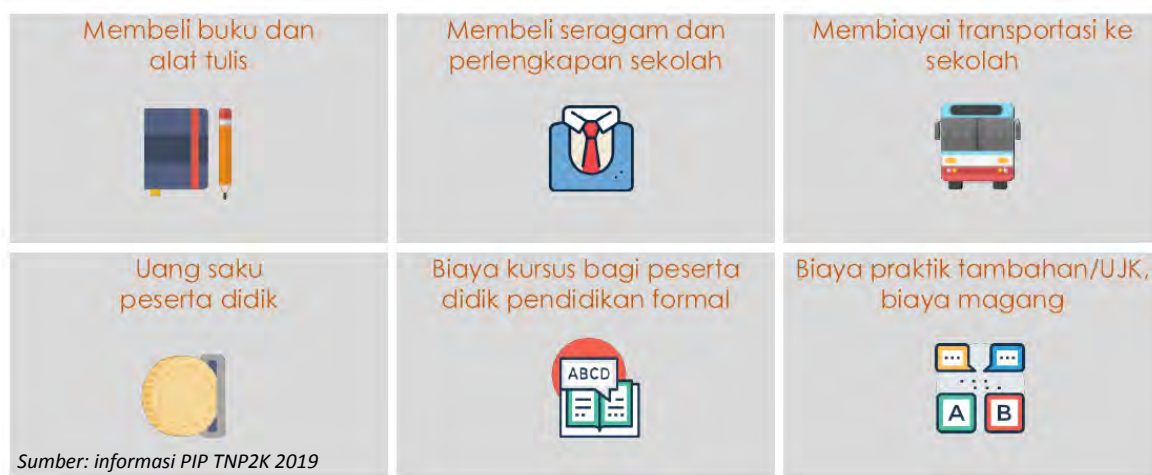 Membeli buku dan
alat tulis
Membeli seragam dan
perlengkapan sekolah
Membiayai transportasi ke
sekolah
Uang saku
peserta didik
Biaya kursus bagi peserta
didik pendidikan formal
ABCD
Biaya praktik tambahan/UJK,
biaya magang
A B
Sumber: informasi PIP TNP2K 2019